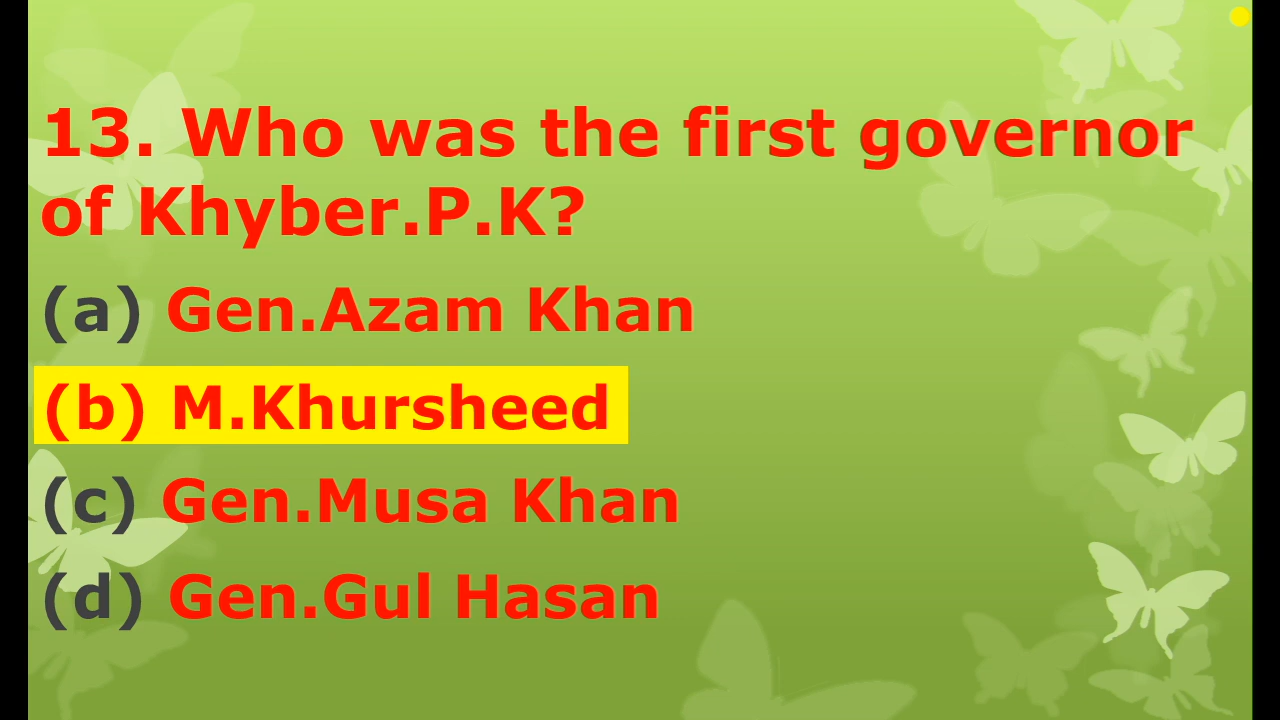 13. Who was the first governor
of Khyber.P.K?
(a) Gen.Azam Khan
(b) M.Khursheed
(c) Gen.Musa Khan
(d) Gen.Gul Hasan